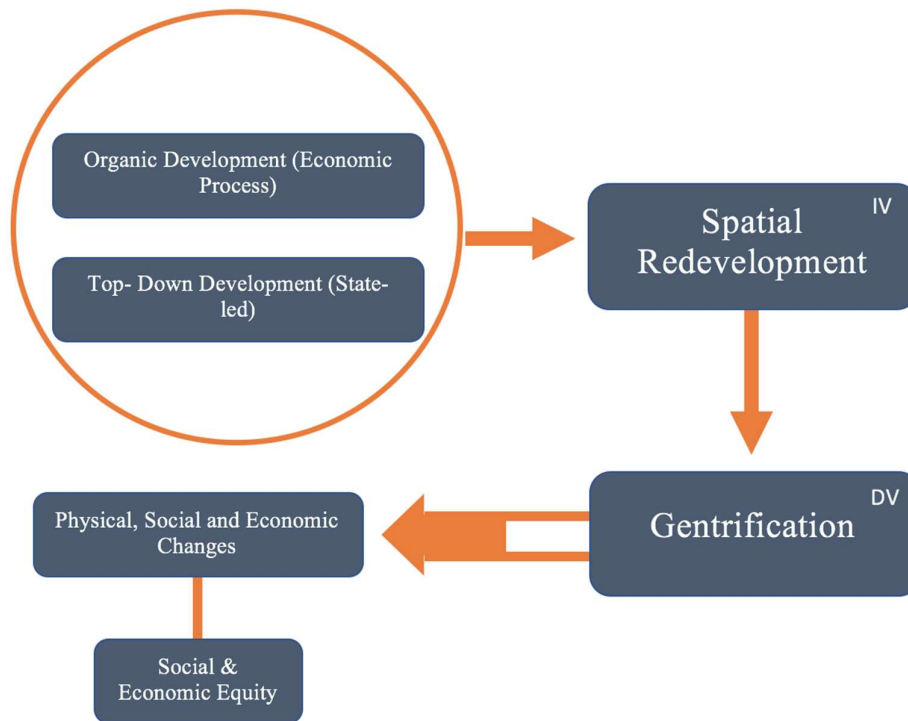 Organic Development (Economic
Process)
Top- Down Development (State-
led)
IV
Spatial
Redevelopment
DV
Gentrification
Physical, Social and Economic
Changes
Social &
Economic Equity